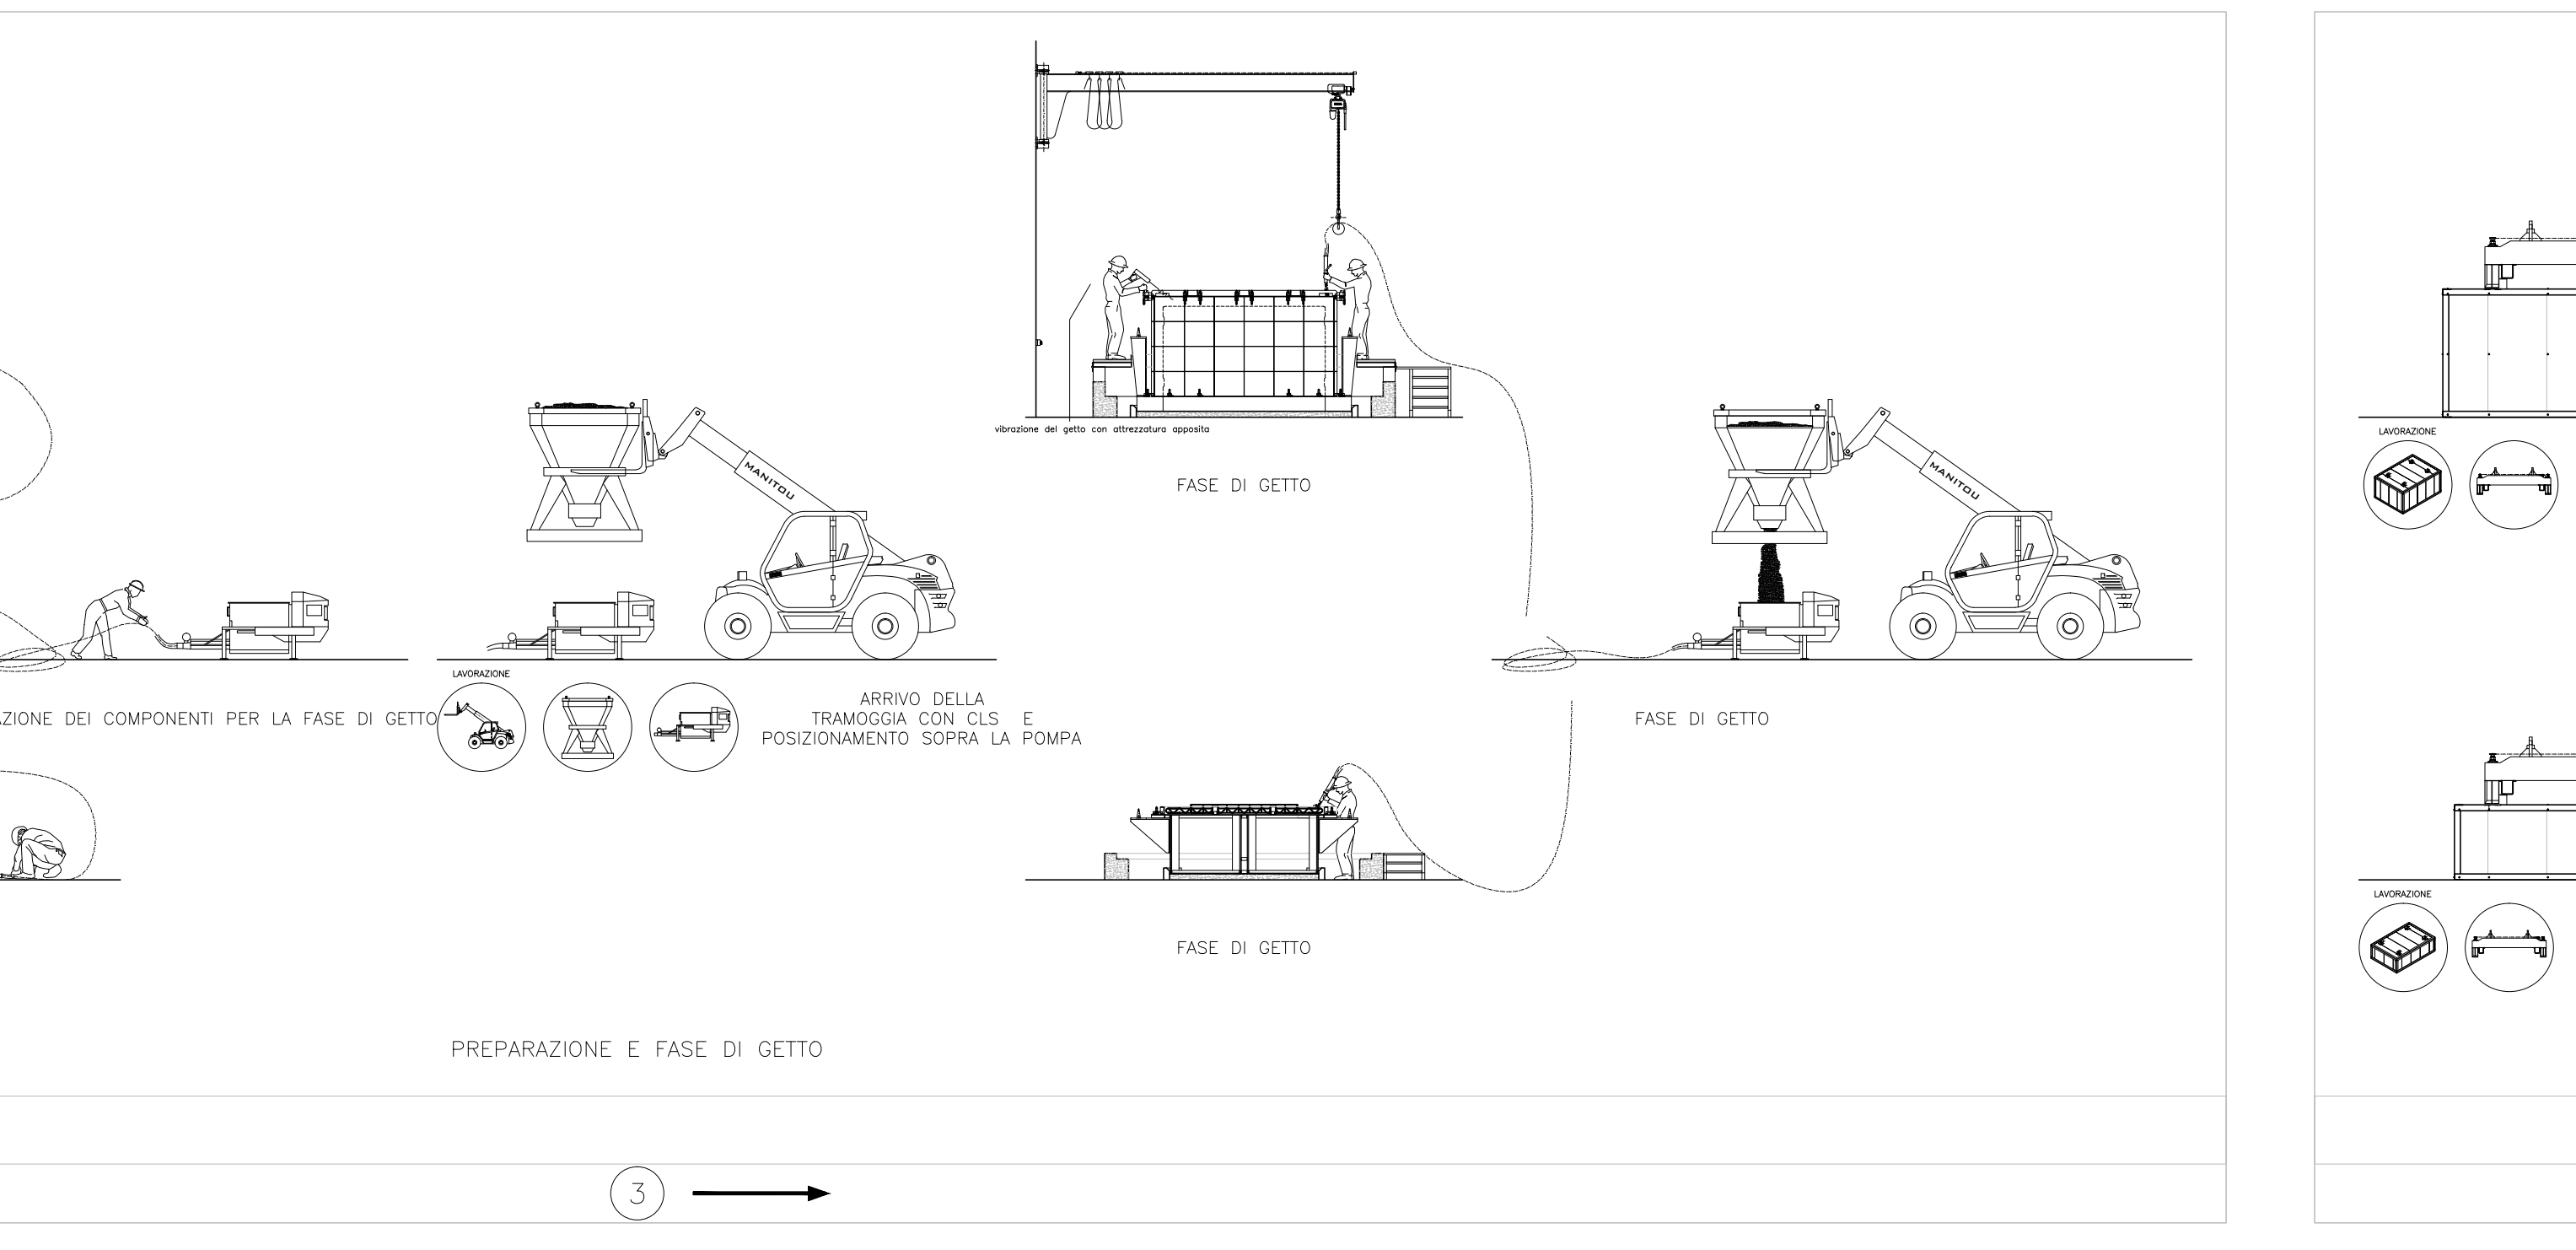 vibrazione del getto con attrezzatura apposita
FASE DI GETTO
MANITOU
MANITOU
LAVORAZIONE
LAVORAZIONE
AZIONE DEI COMPONENTI PER LA FASE DI GETTO
ARRIVO DELLA
TRAMOGGIA CON CLS E
POSIZIONAMENTO SOPRA LA POMPA
FASE DI GETTO
FASE DI GETTO
LAVORAZIONE
PREPARAZIONE E FASE DI GETTO
3